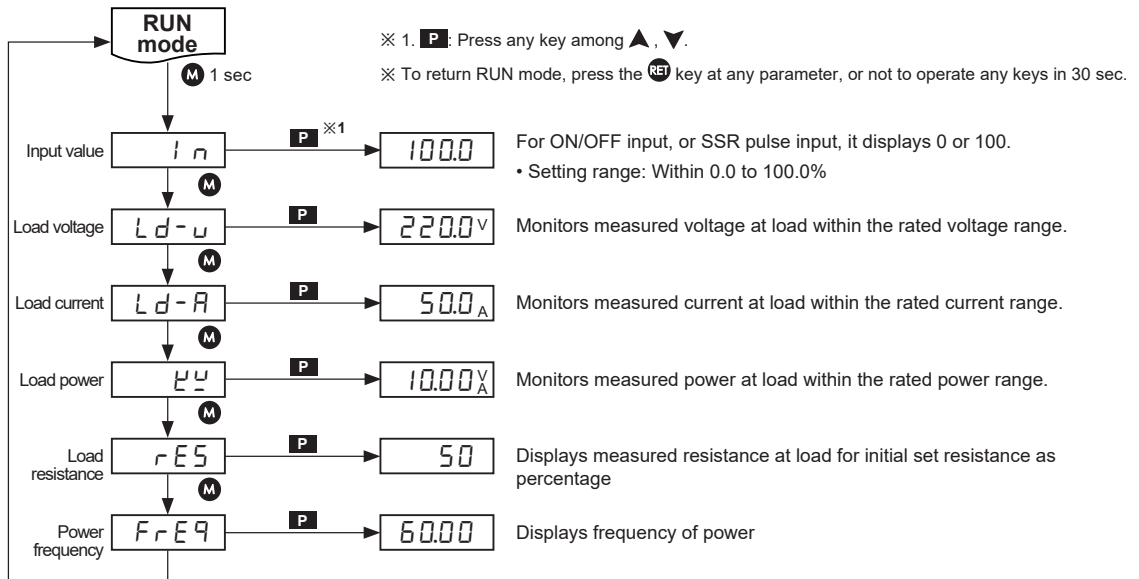 RUN
mode
※ 1. P : Press any key among ▲ , ▼.
※ To return RUN mode, press the RET key at any parameter, or not to operate any keys in 30 sec.
M 1 sec
Input value
In
P ※1
100.0
For ON/OFF input, or SSR pulse input, it displays 0 or 100.
• Setting range: Within 0.0 to 100.0%
M
Load voltage
Ld-u
P
220.0 V
Monitors measured voltage at load within the rated voltage range.
M
Load current
Ld-A
P
50.0 A
Monitors measured current at load within the rated current range.
M
Load power
KW
P
10.00 V
A
Monitors measured power at load within the rated power range.
M
Load
resistance
rES
P
50
Displays measured resistance at load for initial set resistance as
percentage
M
Power
frequency
FrEq
P
60.00
Displays frequency of power